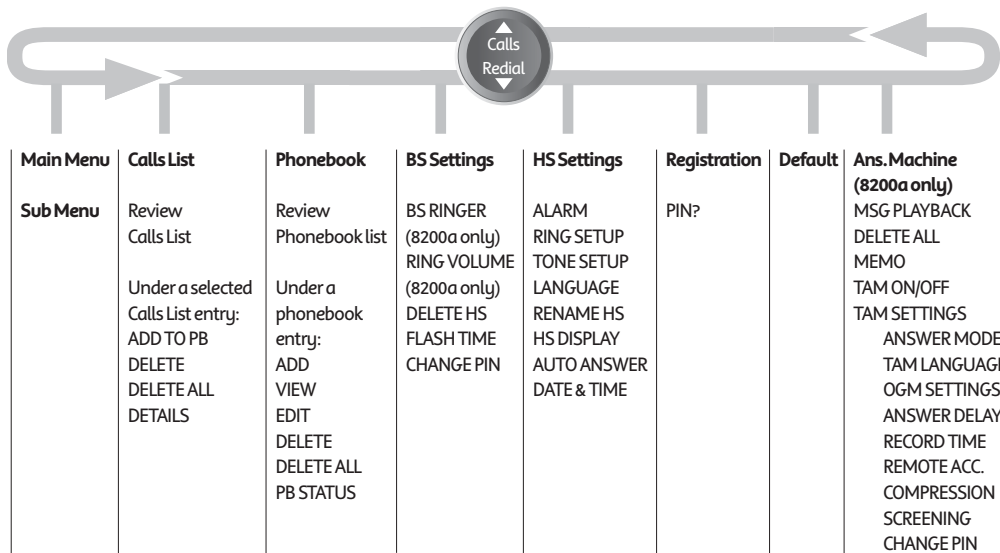 Calls
Redial
Main Menu
Sub Menu
Calls List
Review
Calls List
Under a selected
Calls List entry:
ADD TO PB
DELETE
DELETE ALL
DETAILS
Phonebook
Review
Phonebook list
Under a
phonebook
entry:
ADD
VIEW
EDIT
DELETE
DELETE ALL
PB STATUS
BS Settings
BS RINGER
(8200a only)
RING VOLUME
(8200a only)
DELETE HS
FLASH TIME
CHANGE PIN
HS Settings
ALARM
RING SETUP
TONE SETUP
LANGUAGE
RENAME HS
HS DISPLAY
AUTO ANSWER
DATE & TIME
Registration
PIN?
Default
Ans. Machine
(8200a only)
MSG PLAYBACK
DELETE ALL
MEMO
TAM ON/OFF
TAM SETTINGS
ANSWER MODE
TAM LANGUAGE
OGM SETTINGS
ANSWER DELAY
RECORD TIME
REMOTE ACC.
COMPRESSION
SCREENING
CHANGE PIN